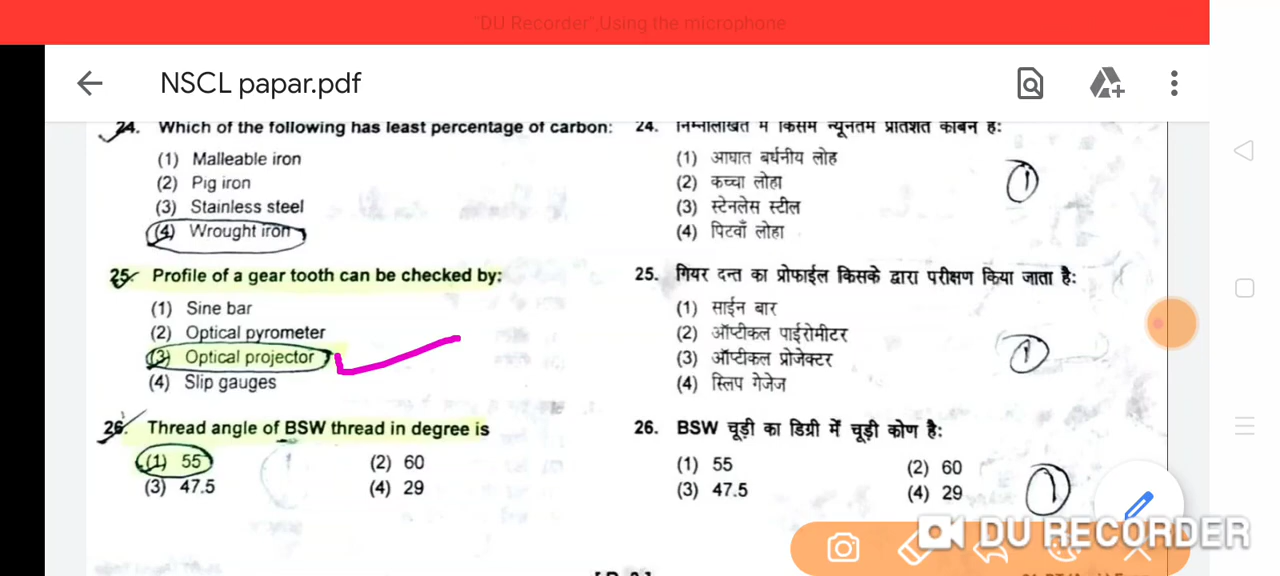 "DU Recorder",Using the microphone
NSCL papar.pdf
24. Which of the following has least percentage of carbon:
(1) Malleable iron
(2) Pig iron
(3) Stainless steel
(4) Wrought iron
25. Profile of a gear tooth can be checked by:
(1) Sine bar
(2) Optical pyrometer
(3) Optical projector
(4) Slip gauges
26. Thread angle of BSW thread in degree is
(1) 55 (2) 60
(3) 47.5 (4) 29
24. निम्नलिखित में किसमें न्यूनतम प्रतिशत कार्बन है:
(1) आघात बर्धनीय लोह
(2) कच्चा लोहा
(3) स्टेनलेस स्टील
(4) पिटवाँ लोहा
1
25. गियर दन्त का प्रोफाईल किसके द्वारा परीक्षण किया जाता है:
(1) साईन बार
(2) ऑप्टीकल पाईरोमीटर
(3) ऑप्टीकल प्रोजेक्टर
(4) स्लिप गेजेज
1
26. BSW चूड़ी का डिग्री में चूड़ी कोण है:
(1) 55 (2) 60
(3) 47.5 (4) 29
1
DU RECORDER